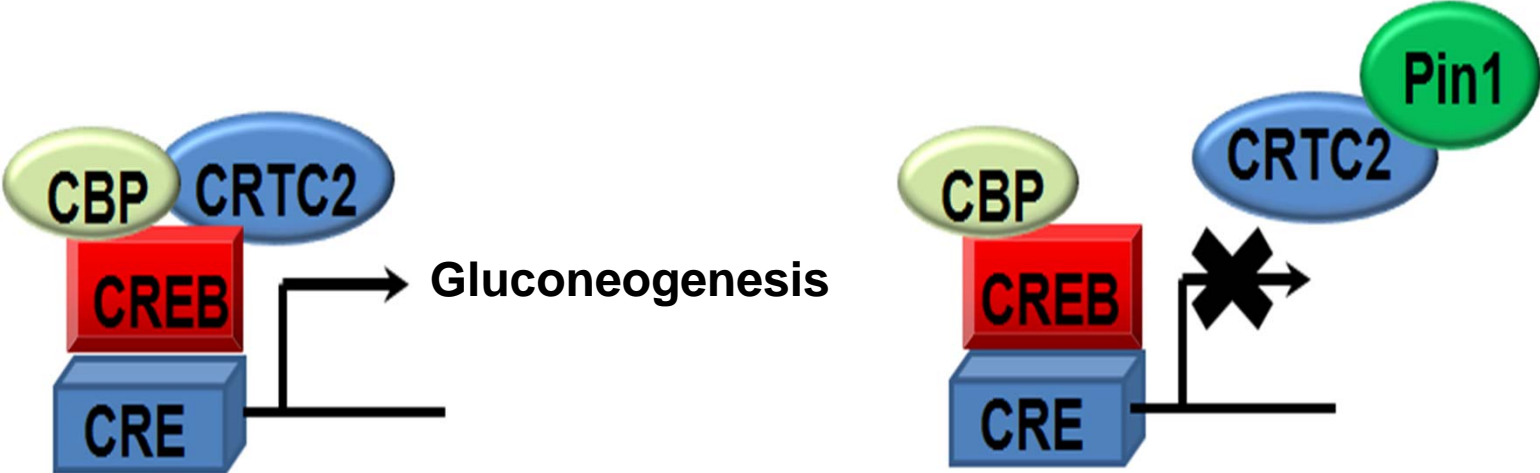 CBP
CRTC2
CREB
Gluconeogenesis
CRE
Pin1
CRTC2
CBP
CREB
CRE